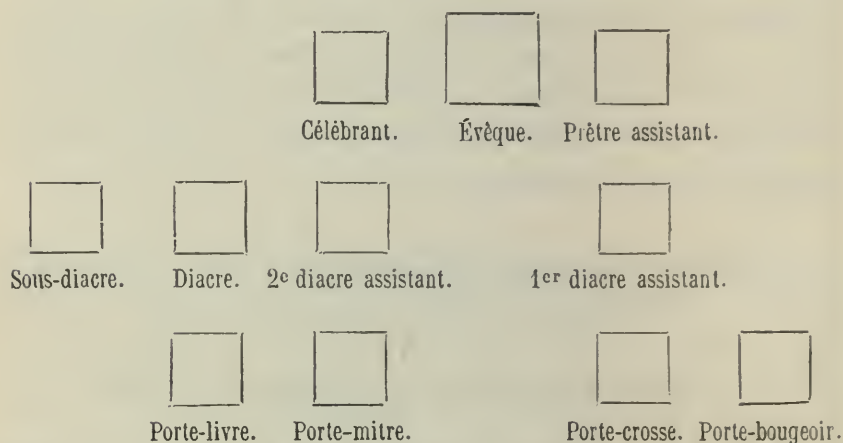 Célébrant. Évêque. Prêtre assistant.
Sous-diacre. Diacre. 2e diacre assistant. 1er diacre assistant.
Porte-livre. Porte-mitre. Porte-crosse. Porte-bougeoir.